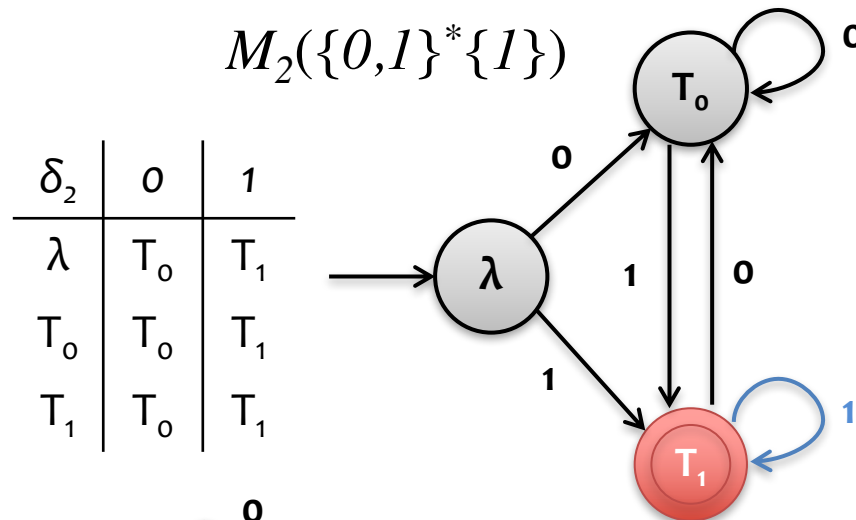 M₂({0,1}*{1})
δ₂ 0 1
λ T₀ T₁
T₀ T₀ T₁
T₁ T₀ T₁
T₀
0
0
λ
1
0
1
T₁
1
0